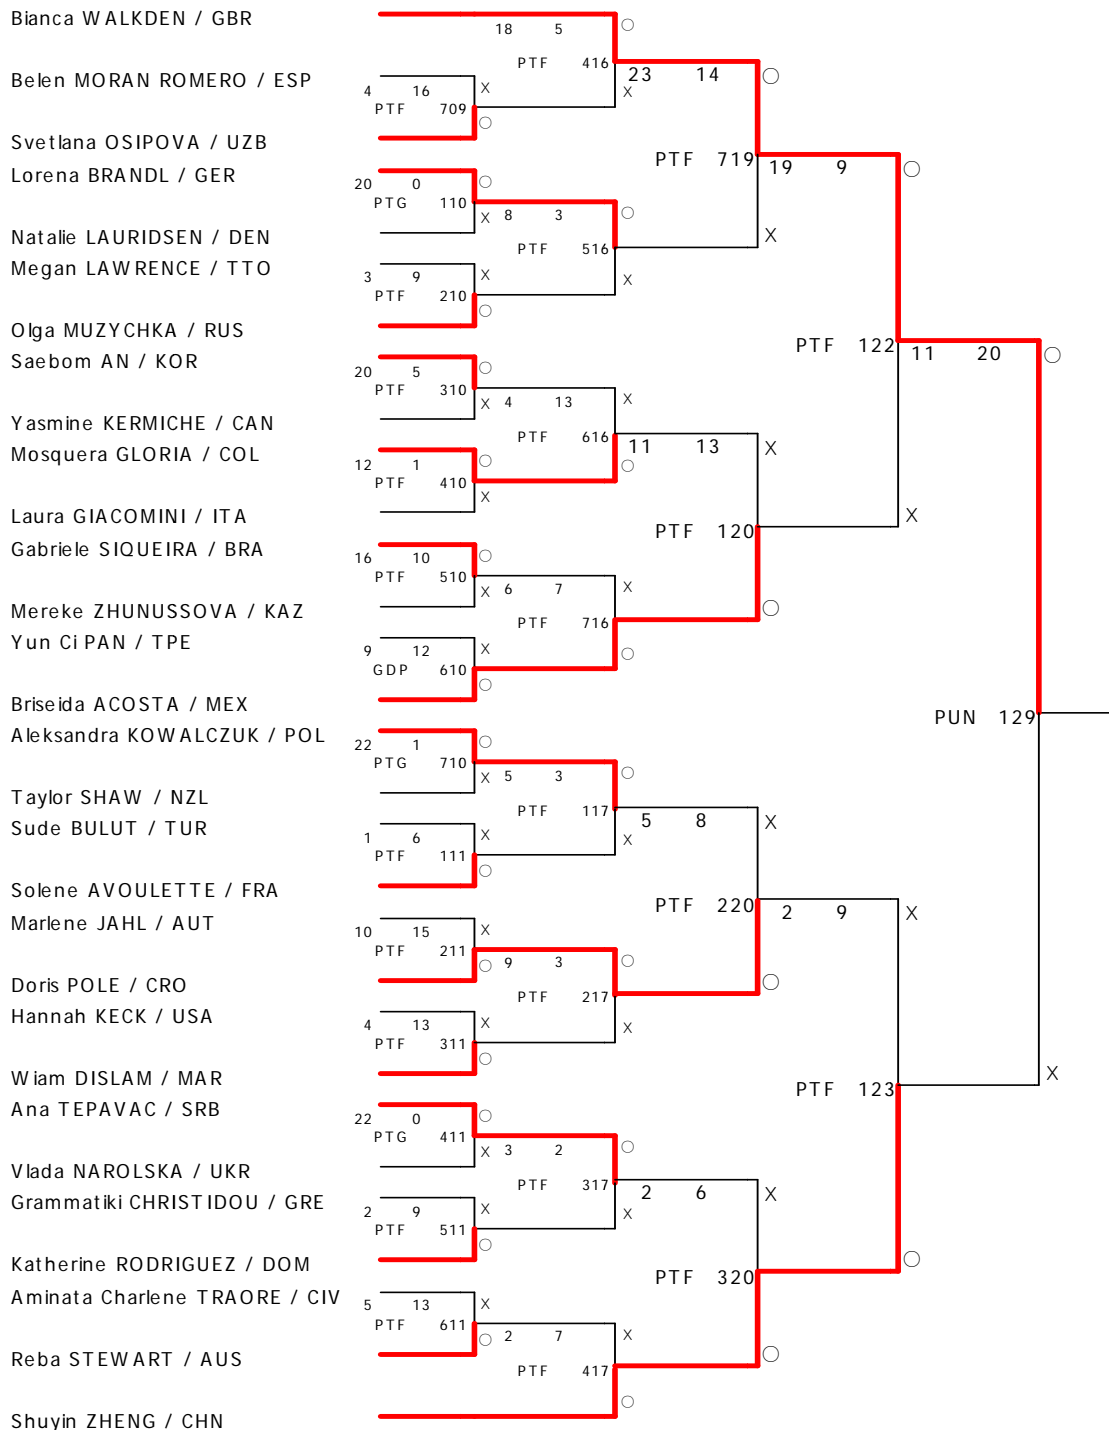 Bianca WALKDEN / GBR
18 5
PTF 416
23 14
Belen MORAN ROMERO / ESP
4 16 X
PTF 709
X
Svetlana OSIPOVA / UZB
PTF 719
19 9
Lorena BRANDL / GER
20 0
PTG 110
X 8 3
PTF 516
X
Natalie LAURIDSEN / DEN
Megan LAWRENCE / TTO
3 9 X
PTF 210
X
Olga MUZYCHKA / RUS
PTF 122
11 20
Saebom AN / KOR
20 5
PTF 310
X 4 13 X
PTF 616
11 13 X
Yasmine KERMICHE / CAN
Mosquera GLORIA / COL
12 1
PTF 410
X
Laura GIACOMINI / ITA
X
PTF 120
Gabriele SIQUEIRA / BRA
16 10
PTF 510
X 6 7 X
PTF 716
Mereke ZHUNUSSOVA / KAZ
Yun Ci PAN / TPE
9 12 X
GDP 610
Briseida ACOSTA / MEX
PUN 129
Aleksandra KOWALCZUK / POL
22 1
PTG 710
X 5 3
PTF 117
5 8 X
Taylor SHAW / NZL
Sude BULUT / TUR
1 6 X
PTF 111
X
Solene AVOULETTE / FRA
PTF 220
2 9 X
Marlene JAHL / AUT
10 15 X
PTF 211
9 3
PTF 217
Doris POLE / CRO
Hannah KECK / USA
4 13 X
PTF 311
X
Wiam DISLAM / MAR
X
PTF 123
Ana TEPAVAC / SRB
22 0
PTG 411
X 3 2
PTF 317
2 6 X
Vlada NAROLSKA / UKR
Grammatiki CHRISTIDOU / GRE
2 9 X
PTF 511
X
Katherine RODRIGUEZ / DOM
PTF 320
Aminata Charlene TRAORE / CIV
5 13 X
PTF 611
2 7 X
PTF 417
Reba STEWART / AUS
Shuyin ZHENG / CHN